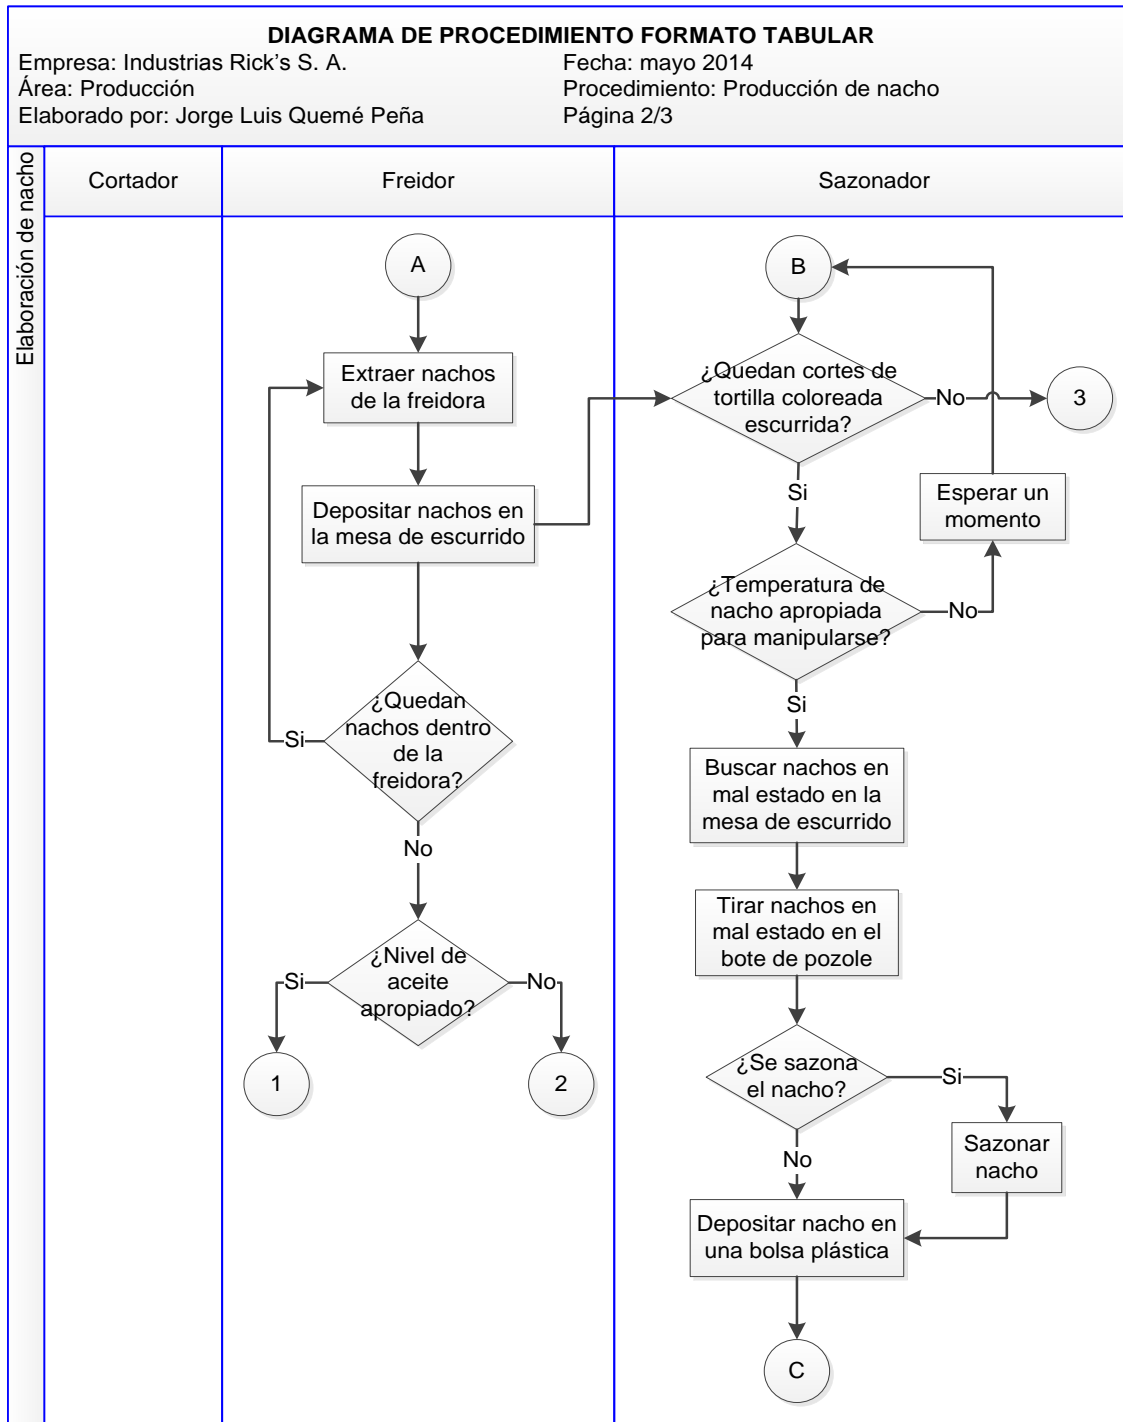 DIAGRAMA DE PROCEDIMIENTO FORMATO TABULAR
Empresa: Industrias Rick's S. A.
Fecha: mayo 2014
Área: Producción
Procedimiento: Producción de nacho
Elaborado por: Jorge Luis Quemé Peña
Página 2/3
Elaboración de nacho
Cortador
Freidor
Sazonador
A
Extraer nachos
de la freidora
Depositar nachos en
la mesa de escurrido
¿Quedan
nachos dentro
de la
freidora?
Si
No
¿Nivel de
aceite
apropiado?
Si
No
1
2
B
¿Quedan cortes de
tortilla coloreada
escurrida?
No
3
Si
Esperar un
momento
¿Temperatura de
nacho apropiada
para manipularse?
No
Si
Buscar nachos en
mal estado en la
mesa de escurrido
Tirar nachos en
mal estado en el
bote de pozole
¿Se sazona
el nacho?
Si
No
Sazonar
nacho
Depositar nacho en
una bolsa plástica
C